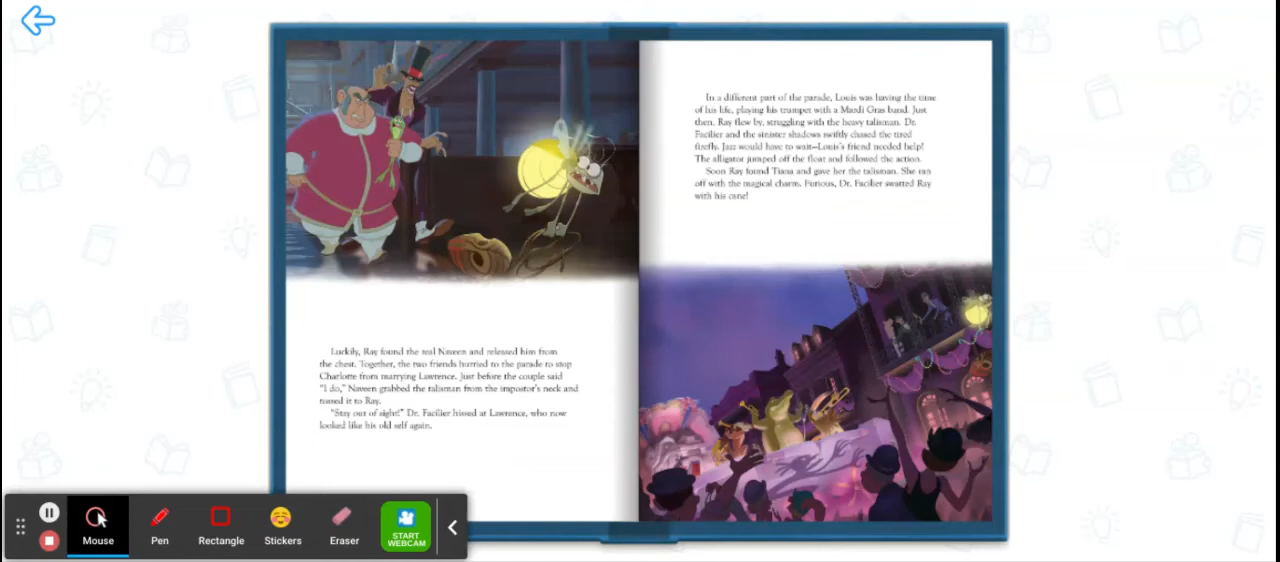 Luckily, Ray found the real Naveen and released him from
the chest. Together, the two friends hurried to the parade to stop
Charlotte from marrying Lawrence. Just before the couple said
"I do," Naveen grabbed the talisman from the impostor's neck and
tossed it to Ray.
"Stay out of sight!" Dr. Facilier hissed at Lawrence, who now
looked like his old self again.
In a different part of the parade, Louis was having the time
of his life, playing his trumpet with a Mardi Gras band. Just
then, Ray flew by, struggling with the heavy talisman. Dr.
Facilier and the sinister shadows swiftly chased the tired
firefly. Jazz would have to wait—Louis's friend needed help!
The alligator jumped off the float and followed the action.
Soon Ray found Tiana and gave her the talisman. She ran
off with the magical charm. Furious, Dr. Facilier swatted Ray
with his cane!
Mouse
Pen
Rectangle
Stickers
Eraser
START
WEBCAM